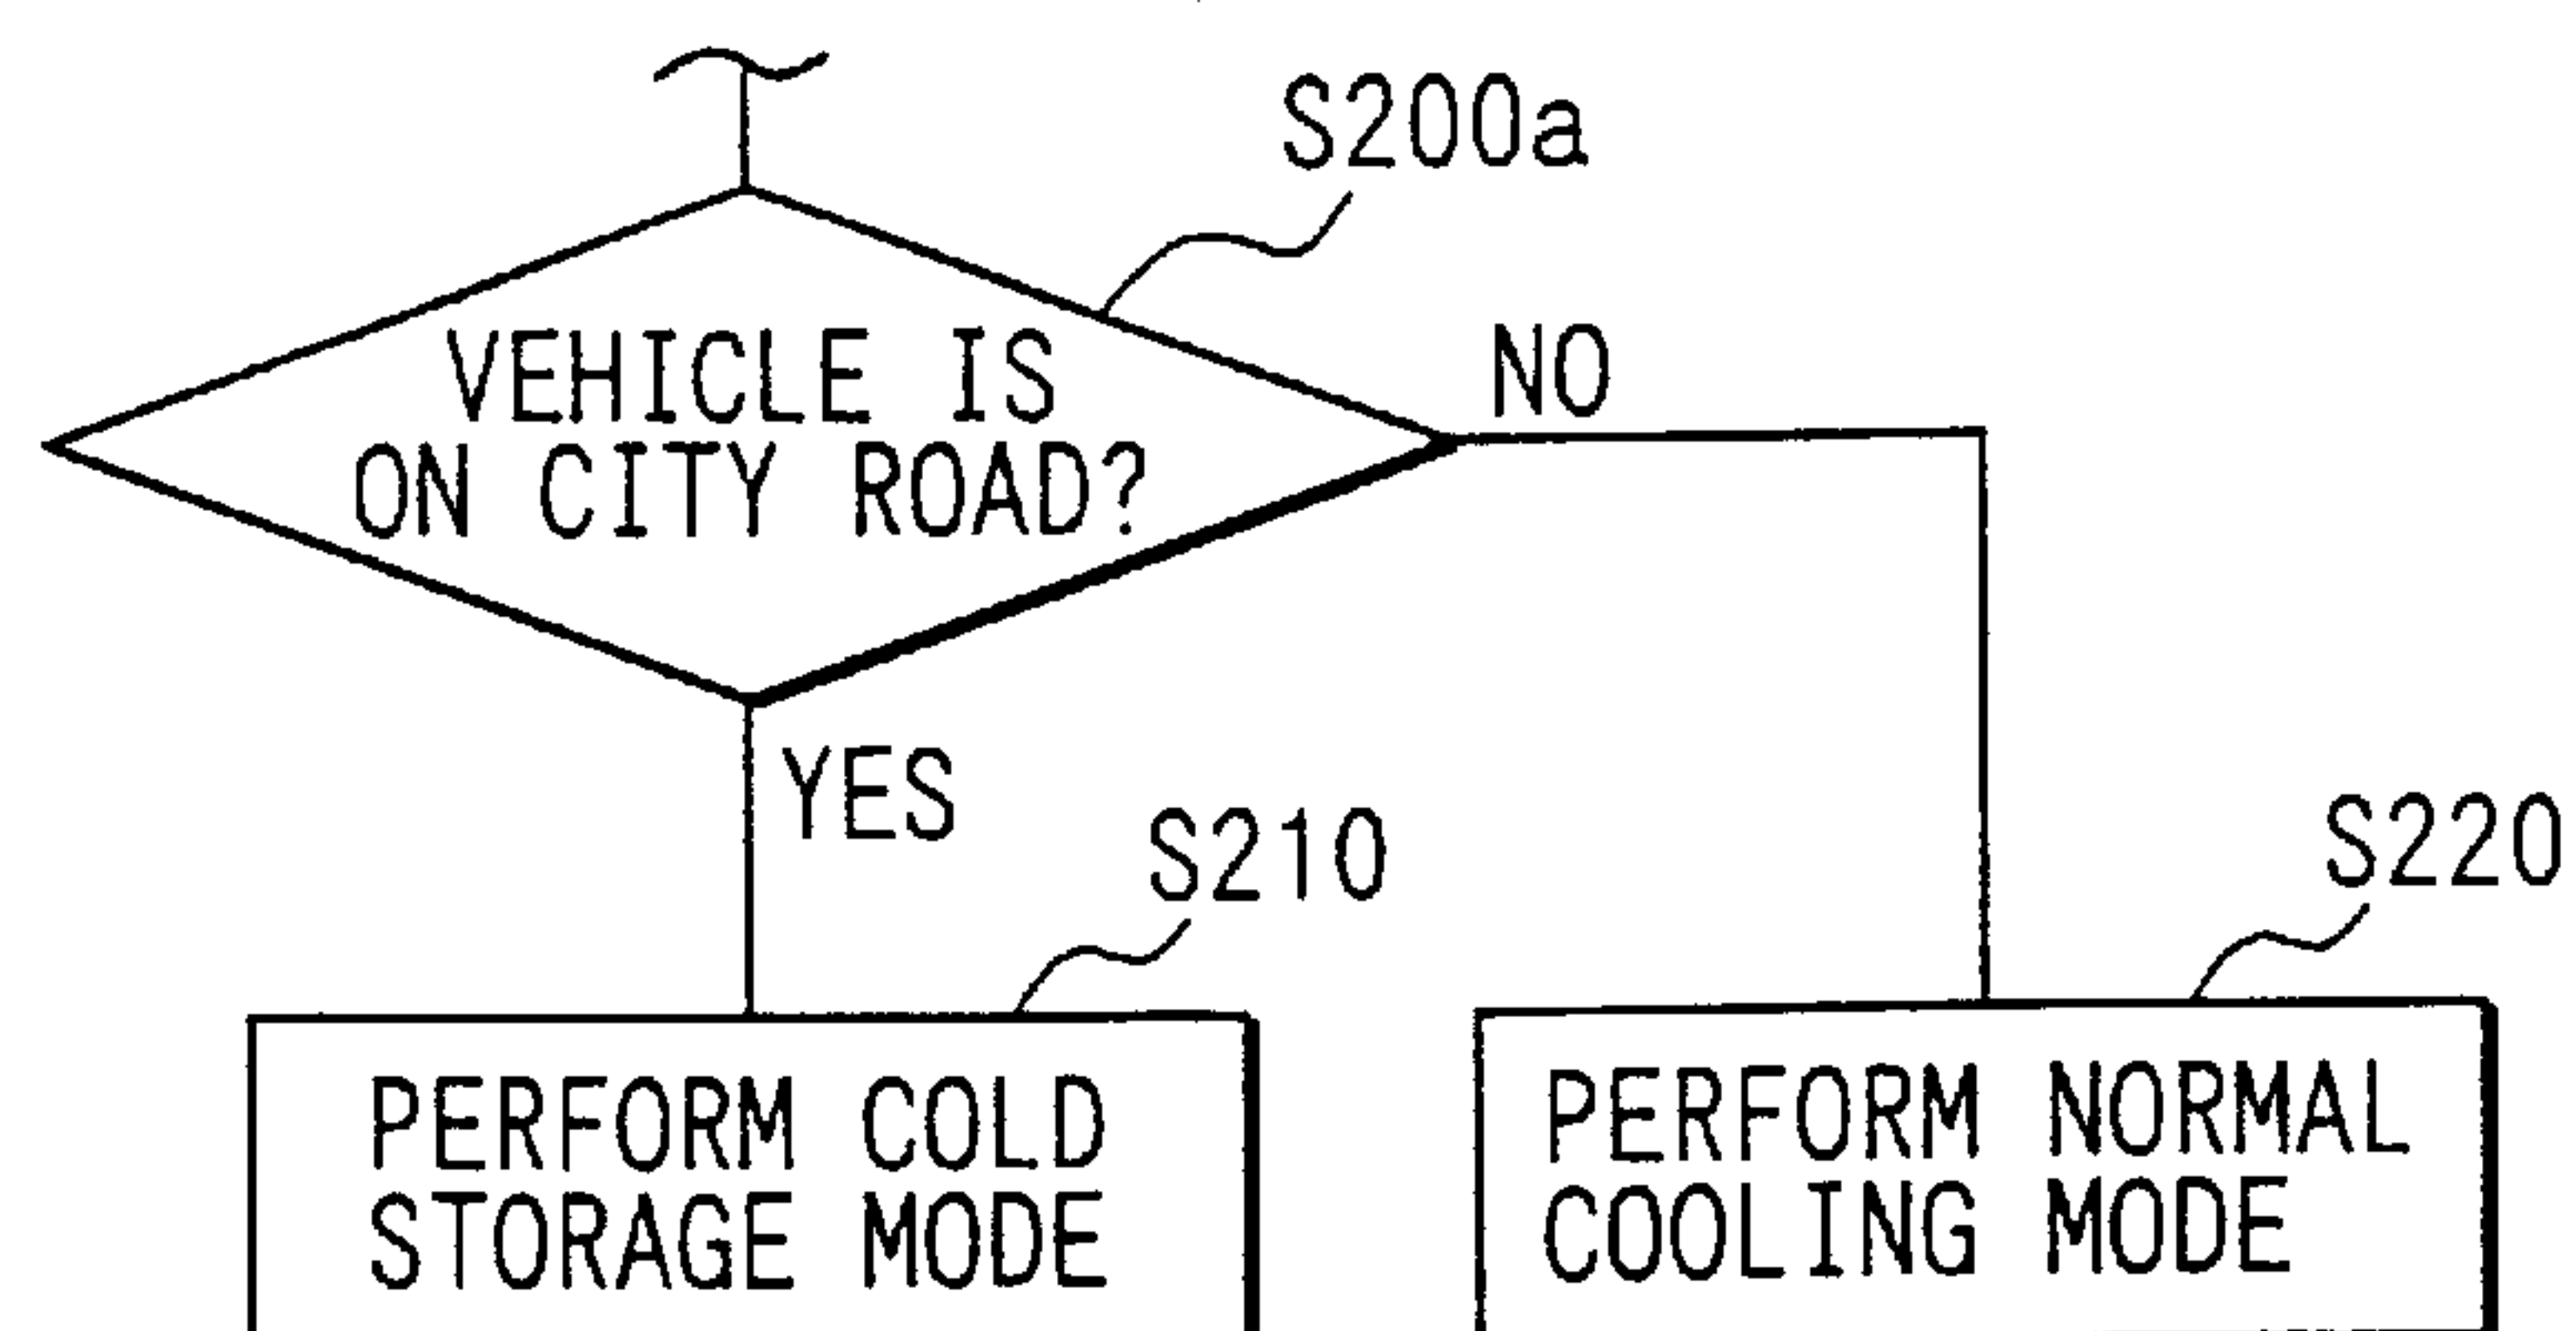 S200a
VEHICLE IS
ON CITY ROAD?
NO
YES
S210
S220
PERFORM COLD
STORAGE MODE
PERFORM NORMAL
COOLING MODE